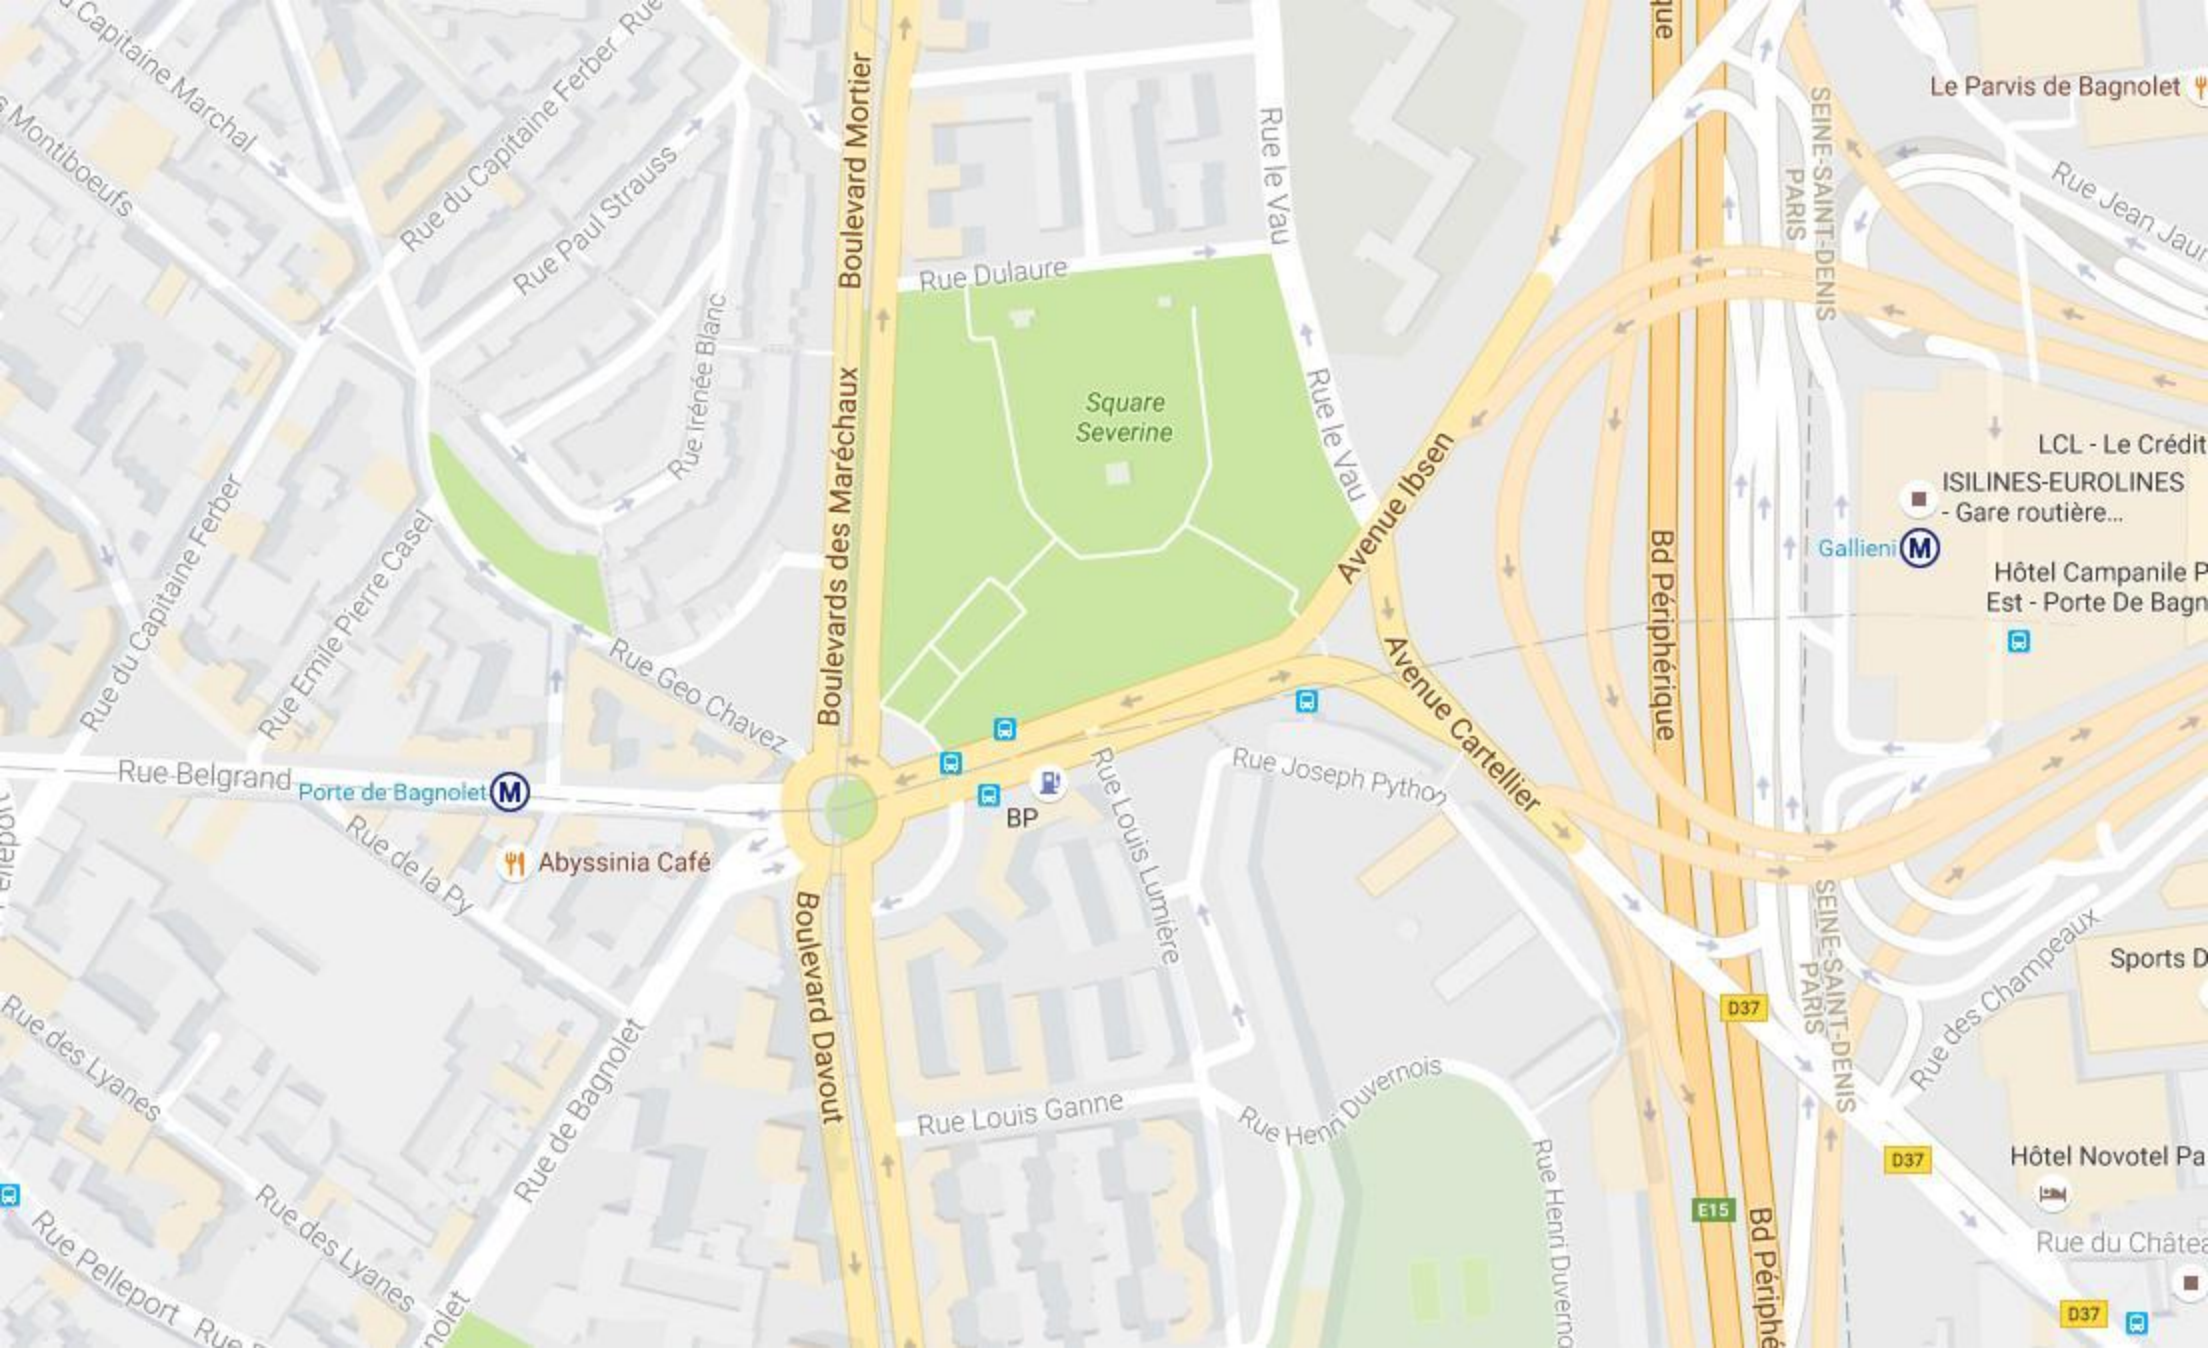 Capitaine Marchal
Montiboeufs
Rue du Capitaine Ferber
Rue
Rue Paul Strauss
Boulevard Mortier
Rue le Vau
Rue Dulaure
Rue Irénée Blanc
Boulevards des Maréchaux
Square
Severine
Rue le Vau
Avenue Ibsen
Bd Périphérique
SEINE-SAINT-DENIS
PARIS
Le Parvis de Bagnolet
Rue Jean Jaur
LCL - Le Crédit
ISILINES-EUROLINES
- Gare routière...
Gallieni
M
Hôtel Campanile P
Est - Porte De Bagn
Rue du Capitaine Ferber
Rue Emile Pierre Casel
Rue Geo Chavez
Avenue Cartellier
Rue Joseph Python
Rue Belgrand
Porte de Bagnolet
M
BP
Rue Louis Lumière
Rue de la Py
Abyssinia Café
Boulevard Davout
SEINE-SAINT-DENIS
PARIS
Rue des Champeaux
Sports D
D37
Rue des Lyanes
Rue de Bagnolet
Rue Louis Ganne
Rue Henri Duvernois
Rue Henri Duverno
D37
Hôtel Novotel Pa
E15
Bd Périphé
Rue du Châtea
D37
Rue des Lyanes
Rue Pelleport
Rue
nolet